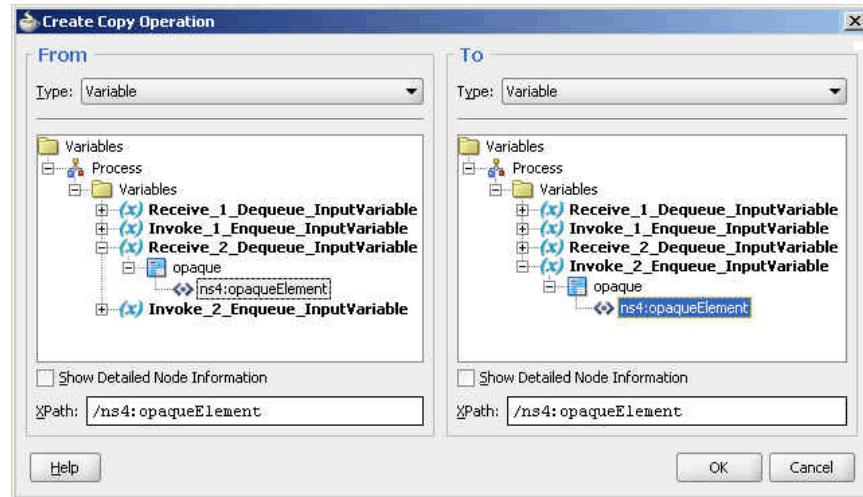 Create Copy Operation
From
Type: Variable
Variables
Process
Variables
Receive_1_Dequeue_InputVariable
Invoke_1_Enqueue_InputVariable
Receive_2_Dequeue_InputVariable
opaque
ns4:opaqueElement
Invoke_2_Enqueue_InputVariable
Show Detailed Node Information
XPath: /ns4:opaqueElement
To
Type: Variable
Variables
Process
Variables
Receive_1_Dequeue_InputVariable
Invoke_1_Enqueue_InputVariable
Receive_2_Dequeue_InputVariable
Invoke_2_Enqueue_InputVariable
opaque
ns4:opaqueElement
Show Detailed Node Information
XPath: /ns4:opaqueElement
Help
OK
Cancel